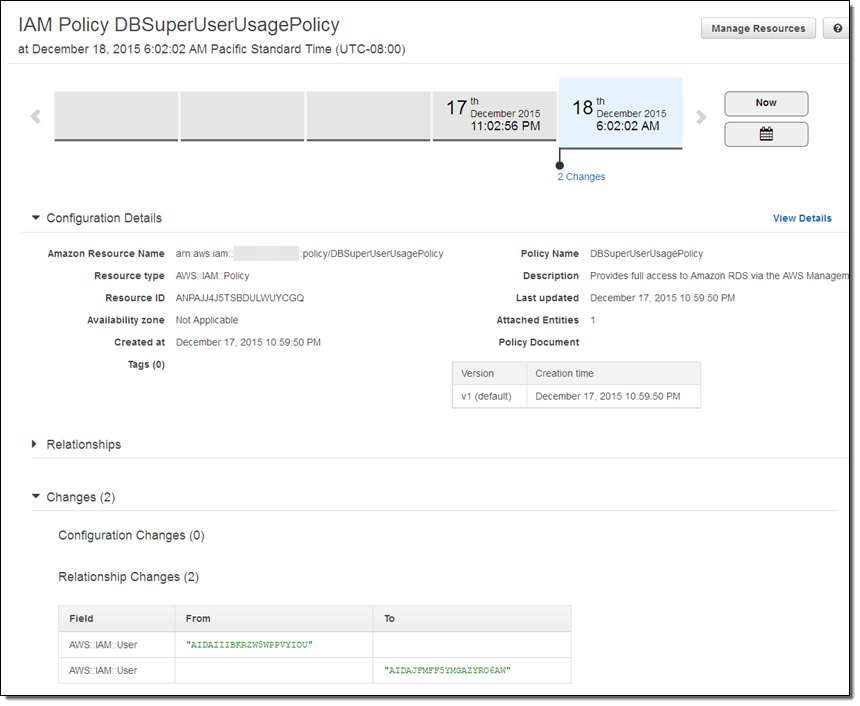 IAM Policy DBSuperUserUsagePolicy
Manage Resources
?
at December 18, 2015 6:02:02 AM Pacific Standard Time (UTC-08:00)
17 th December 2015 11:02:56 PM
18 th December 2015 6:02:02 AM
Now
2 Changes
Configuration Details
View Details
Amazon Resource Name arn:aws:iam:: :policy/DBSuperUserUsagePolicy
Policy Name DBSuperUserUsagePolicy
Resource type AWS::IAM::Policy
Description Provides full access to Amazon RDS via the AWS Managem
Resource ID ANPAJJ4J5TSBDULWUYCGQ
Last updated December 17, 2015 10:59:50 PM
Availability zone Not Applicable
Attached Entities 1
Created at December 17, 2015 10:59:50 PM
Policy Document
Tags (0)
Version Creation time
v1 (default) December 17, 2015 10:59:50 PM
Relationships
Changes (2)
Configuration Changes (0)
Relationship Changes (2)
Field From To
AWS::IAM::User "AIDAIIIBKRZW5WPPVYIOU"
AWS::IAM::User "AIDAJFMFF5YMGAZYRO6AW"